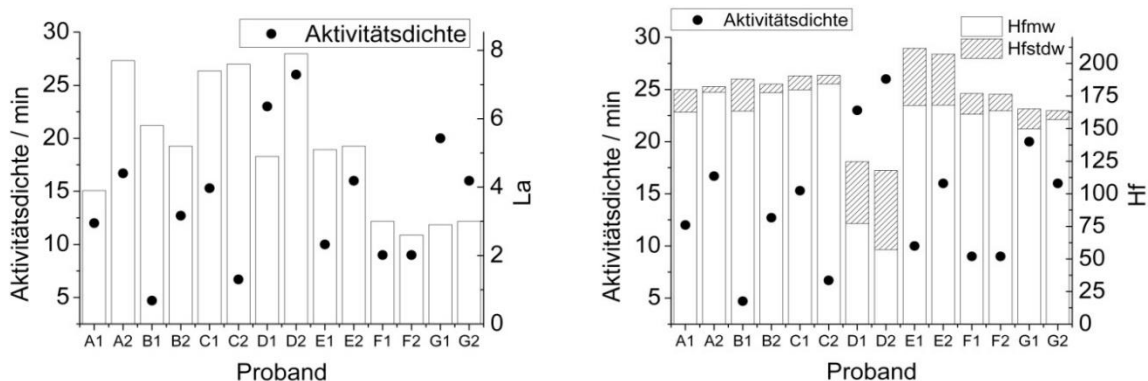 Aktivitätsdichte
30
25
20
15
10
5
Aktivitätsdichte / min
8
6
4
2
0
La
A1 A2 B1 B2 C1 C2 D1 D2 E1 E2 F1 F2 G1 G2
Proband
Aktivitätsdichte
Hfmw
Hfstdw
30
25
20
15
10
5
Aktivitätsdichte / min
200
175
150
125
100
75
50
25
0
Hf
A1 A2 B1 B2 C1 C2 D1 D2 E1 E2 F1 F2 G1 G2
Proband